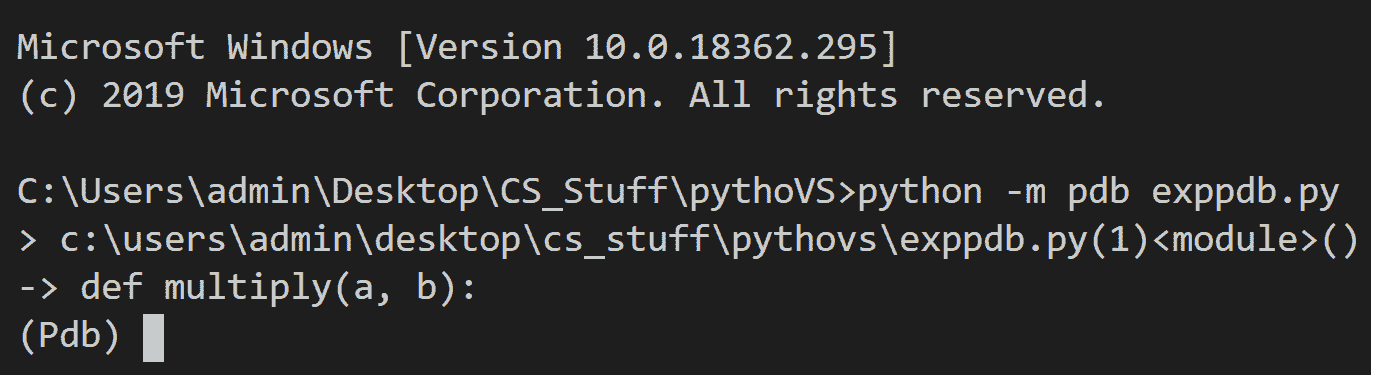 Microsoft Windows [Version 10.0.18362.295]
(c) 2019 Microsoft Corporation. All rights reserved.
C:\Users\admin\Desktop\CS_Stuff\pythoVS>python -m pdb exppdb.py
> c:\users\admin\desktop\cs_stuff\pythovs\exppdb.py(1)<module>()
-> def multiply(a, b):
(Pdb)